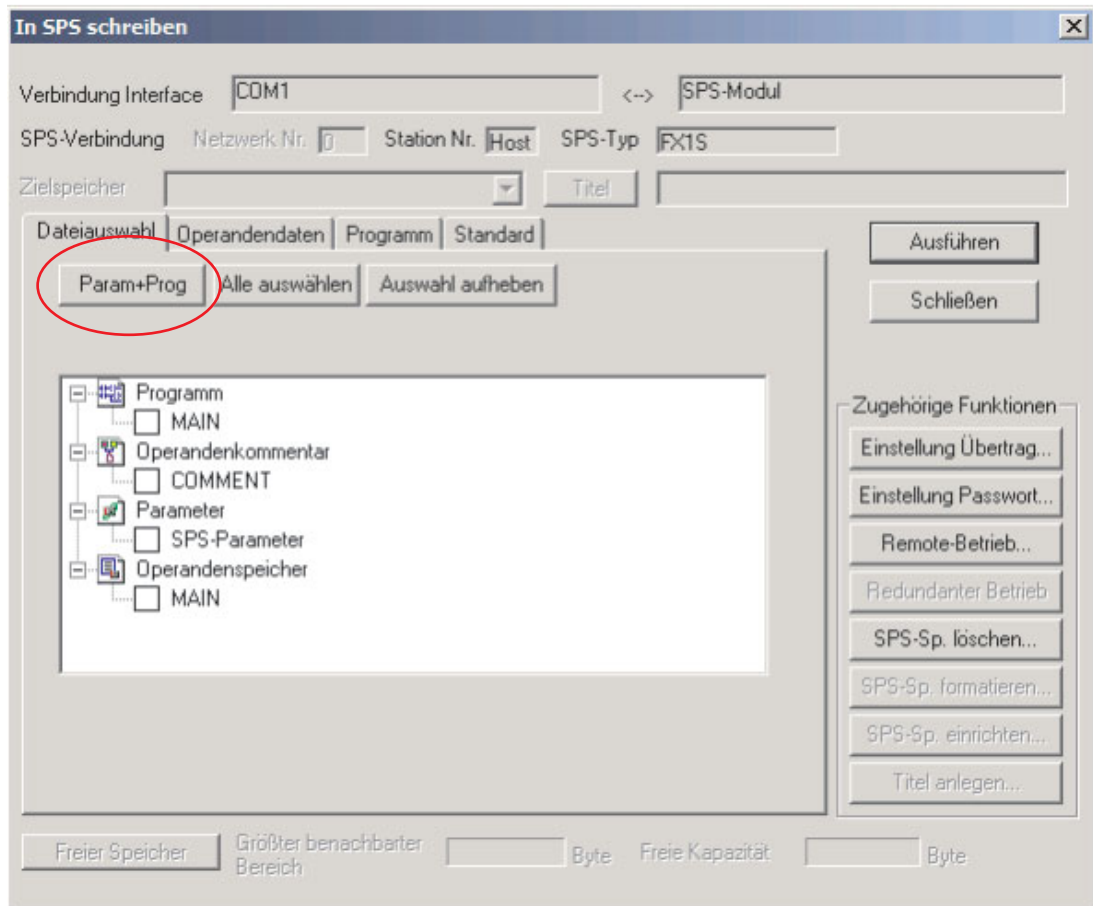 In SPS schreiben
Verbindung Interface COM1 <--> SPS-Modul
SPS-Verbindung Netzwerk Nr. 0 Station Nr. Host SPS-Typ FX1S
Zielspeicher Titel
Dateiauswahl Operandendaten Programm Standard
Param+Prog Alle auswählen Auswahl aufheben
Programm
MAIN
Operandenkommentar
COMMENT
Parameter
SPS-Parameter
Operandenspeicher
MAIN
Ausführen
Schließen
Zugehörige Funktionen
Einstellung Übertrag...
Einstellung Passwort...
Remote-Betrieb...
Redundanter Betrieb
SPS-Sp. löschen...
SPS-Sp. formatieren...
SPS-Sp. einrichten...
Titel anlegen...
Freier Speicher
Größter benachbarter
Bereich
Byte Freie Kapazität Byte